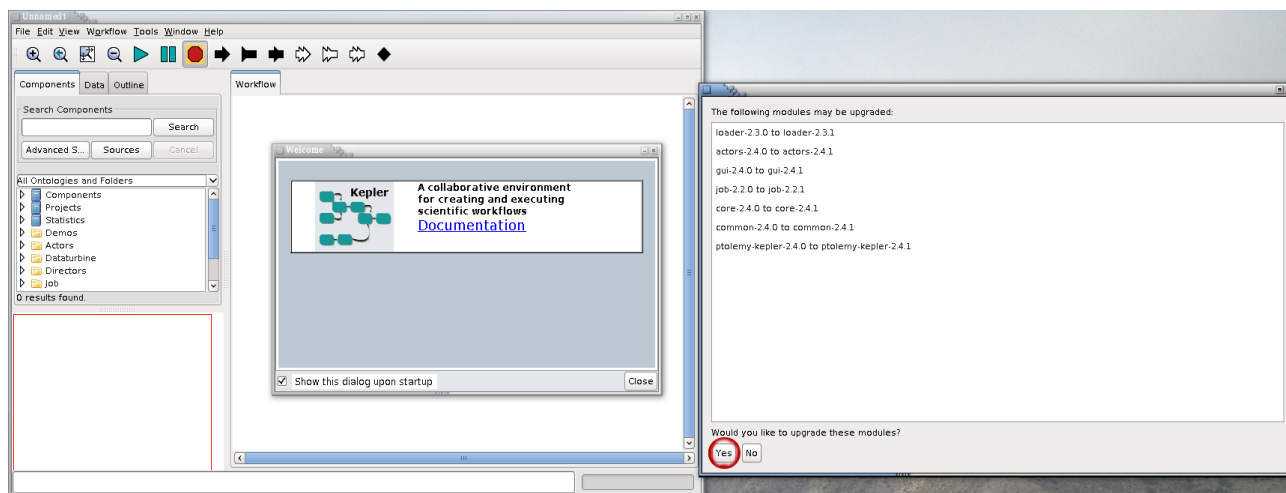 Unnamed1
File Edit View Workflow Tools Window Help
Components Data Outline
Workflow
Search Components
Search
Advanced S... Sources Cancel
All Ontologies and Folders
Components
Projects
Statistics
Demos
Actors
Dataturbine
Directors
Job
0 results found.
Welcome
Kepler
A collaborative environment
for creating and executing
scientific workflows
Documentation
Show this dialog upon startup
Close
The following modules may be upgraded:
loader-2.3.0 to loader-2.3.1
actors-2.4.0 to actors-2.4.1
gui-2.4.0 to gui-2.4.1
job-2.2.0 to job-2.2.1
core-2.4.0 to core-2.4.1
common-2.4.0 to common-2.4.1
ptolemy-kepler-2.4.0 to ptolemy-kepler-2.4.1
Would you like to upgrade these modules?
Yes No